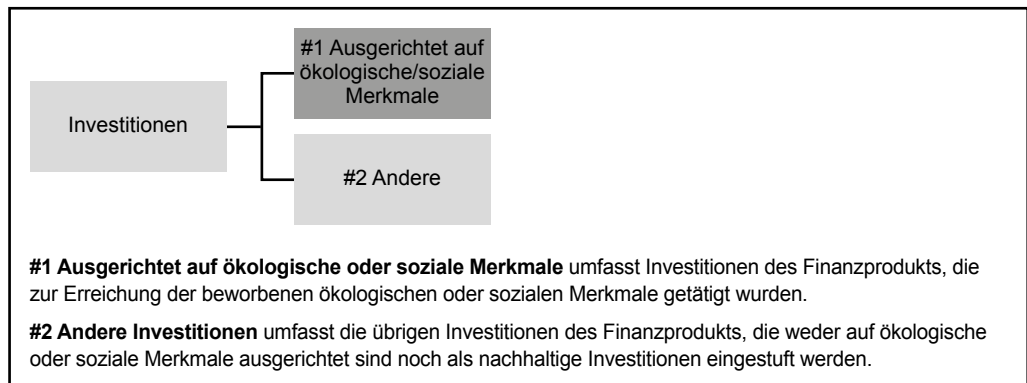 #1 Ausgerichtet auf
ökologische/soziale
Merkmale
Investitionen
#2 Andere
#1 Ausgerichtet auf ökologische oder soziale Merkmale umfasst Investitionen des Finanzprodukts, die
zur Erreichung der beworbenen ökologischen oder sozialen Merkmale getätigt wurden.
#2 Andere Investitionen umfasst die übrigen Investitionen des Finanzprodukts, die weder auf ökologische
oder soziale Merkmale ausgerichtet sind noch als nachhaltige Investitionen eingestuft werden.